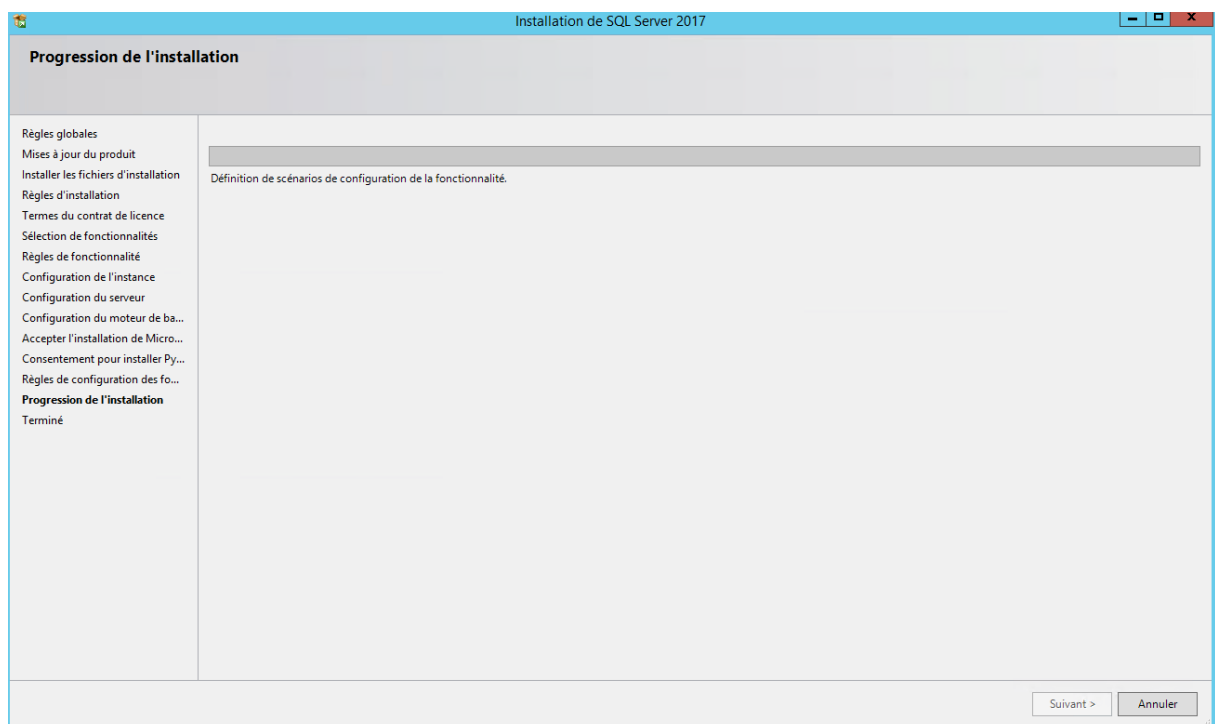 Installation de SQL Server 2017
Progression de l'installation
Règles globales
Mises à jour du produit
Installer les fichiers d'installation
Règles d'installation
Termes du contrat de licence
Sélection de fonctionnalités
Règles de fonctionnalité
Configuration de l'instance
Configuration du serveur
Configuration du moteur de ba...
Accepter l'installation de Micro...
Consentement pour installer Py...
Règles de configuration des fo...
Progression de l'installation
Terminé
Définition de scénarios de configuration de la fonctionnalité.
Suivant >
Annuler